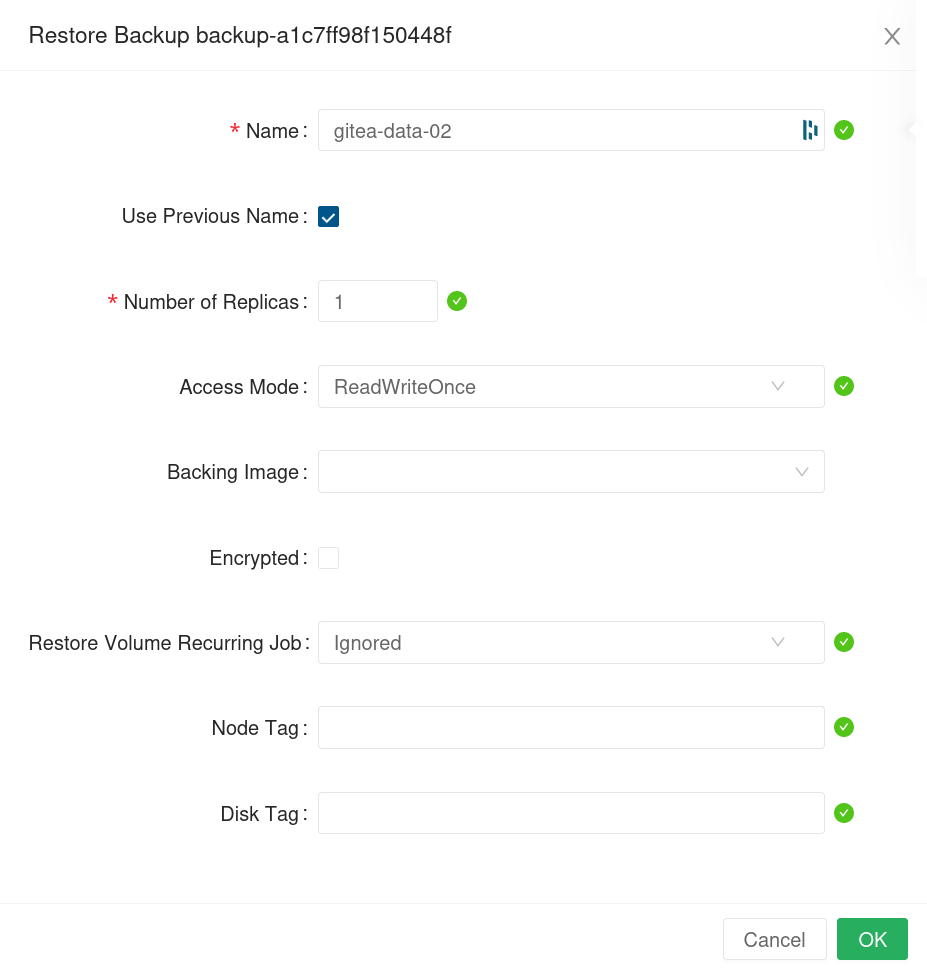 Restore Backup backup-a1c7ff98f150448f
* Name : gitea-data-02
Use Previous Name :
* Number of Replicas : 1
Access Mode : ReadWriteOnce
Backing Image :
Encrypted :
Restore Volume Recurring Job : Ignored
Node Tag :
Disk Tag :
Cancel OK